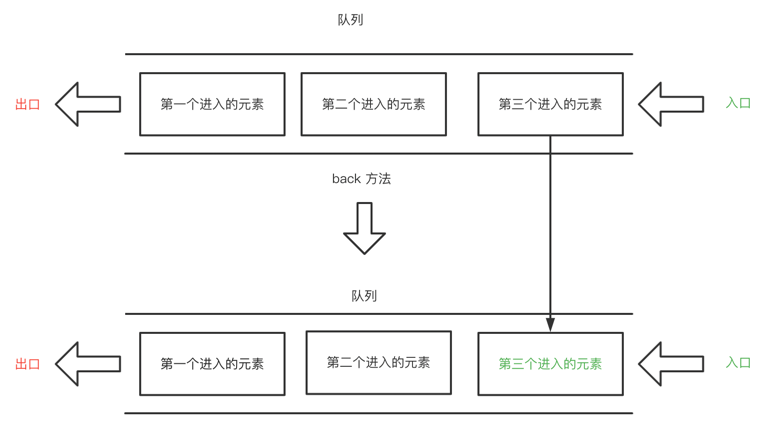 队列
出口
第一个进入的元素
第二个进入的元素
第三个进入的元素
入口
back 方法
队列
出口
第一个进入的元素
第二个进入的元素
第三个进入的元素
入口